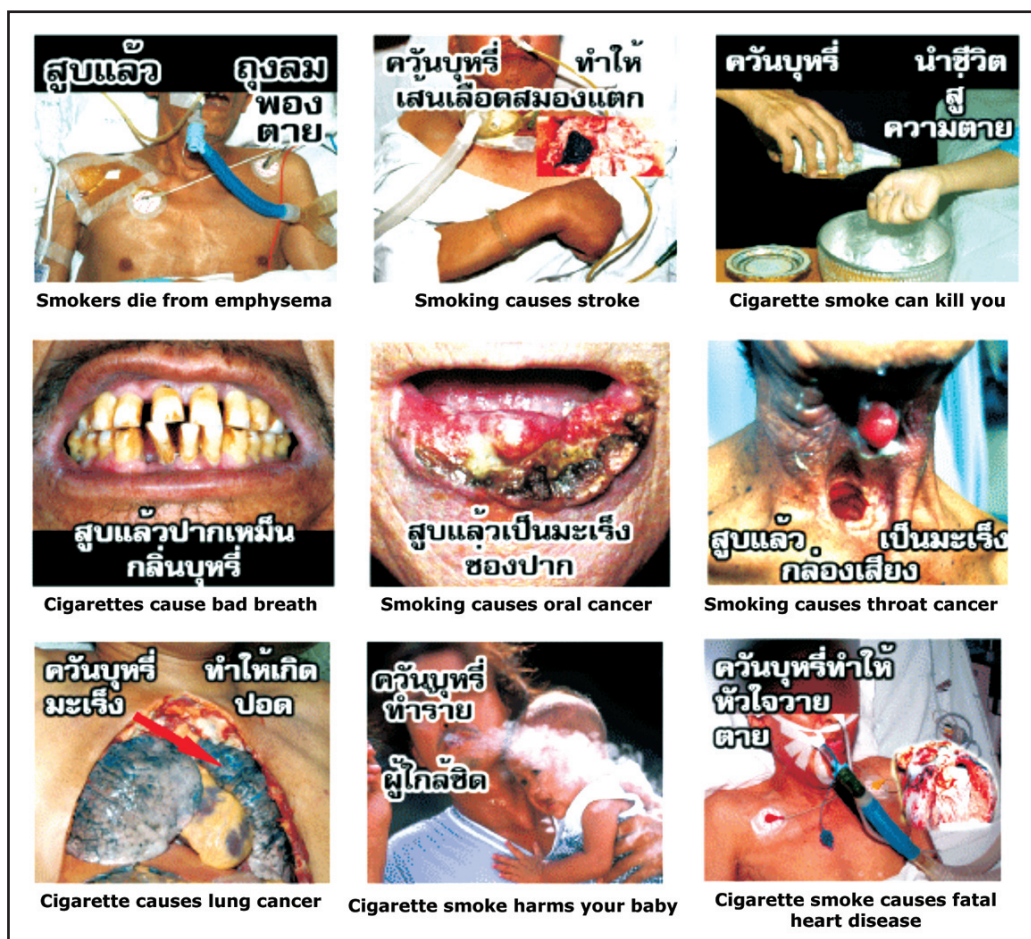 สูบแล้ว ถุงลม
พอง
ตาย
Smokers die from emphysema
ควันบุหรี่ ทำให้
เส้นเลือดสมองแตก
Smoking causes stroke
ควันบุหรี่ นำชีวิต
สู่
ความตาย
Cigarette smoke can kill you
สูบแล้วปากเหม็น
กลิ่นบุหรี่
Cigarettes cause bad breath
สูบแล้วเป็นมะเร็ง
ช่องปาก
Smoking causes oral cancer
สูบแล้ว เป็นมะเร็ง
กล่องเสียง
Smoking causes throat cancer
ควันบุหรี่ ทำให้เกิด
มะเร็ง ปอด
Cigarette causes lung cancer
ควันบุหรี่
ทำร้าย
ผู้ใกล้ชิด
Cigarette smoke harms your baby
ควันบุหรี่ทำให้
หัวใจวาย
ตาย
Cigarette smoke causes fatal
heart disease